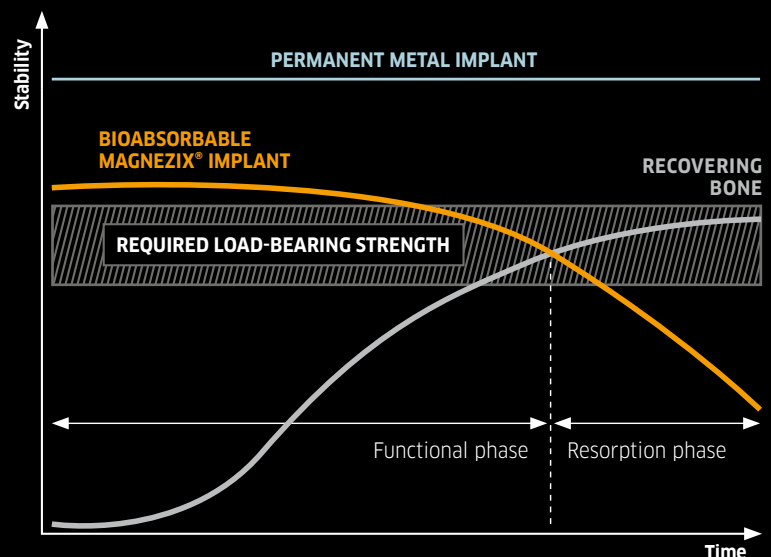 Stability
PERMANENT METAL IMPLANT
BIOABSORBABLE
MAGNEZIX® IMPLANT
RECOVERING
BONE
REQUIRED LOAD-BEARING STRENGTH
Functional phase
Resorption phase
Time